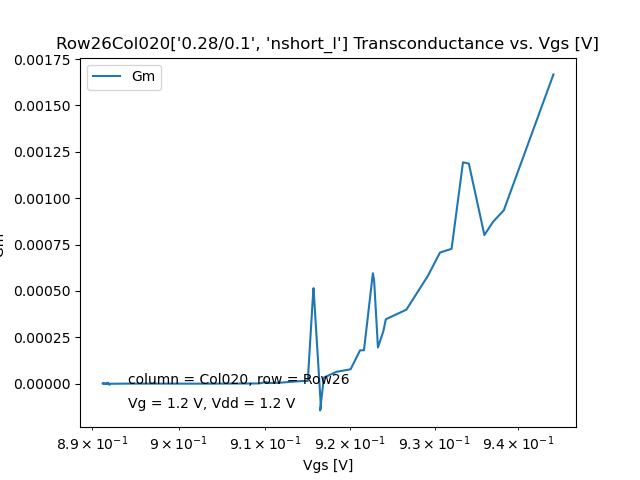 Row26Col020['0.28/0.1', 'nshort_l'] Transconductance vs. Vgs [V]
Gm
0.00175
0.00150
0.00125
0.00100
0.00075
0.00050
0.00025
0.00000
column = Col020, row = Row26
Vg = 1.2 V, Vdd = 1.2 V
8.9 × 10⁻¹ 9 × 10⁻¹ 9.1 × 10⁻¹ 9.2 × 10⁻¹ 9.3 × 10⁻¹ 9.4 × 10⁻¹
Vgs [V]